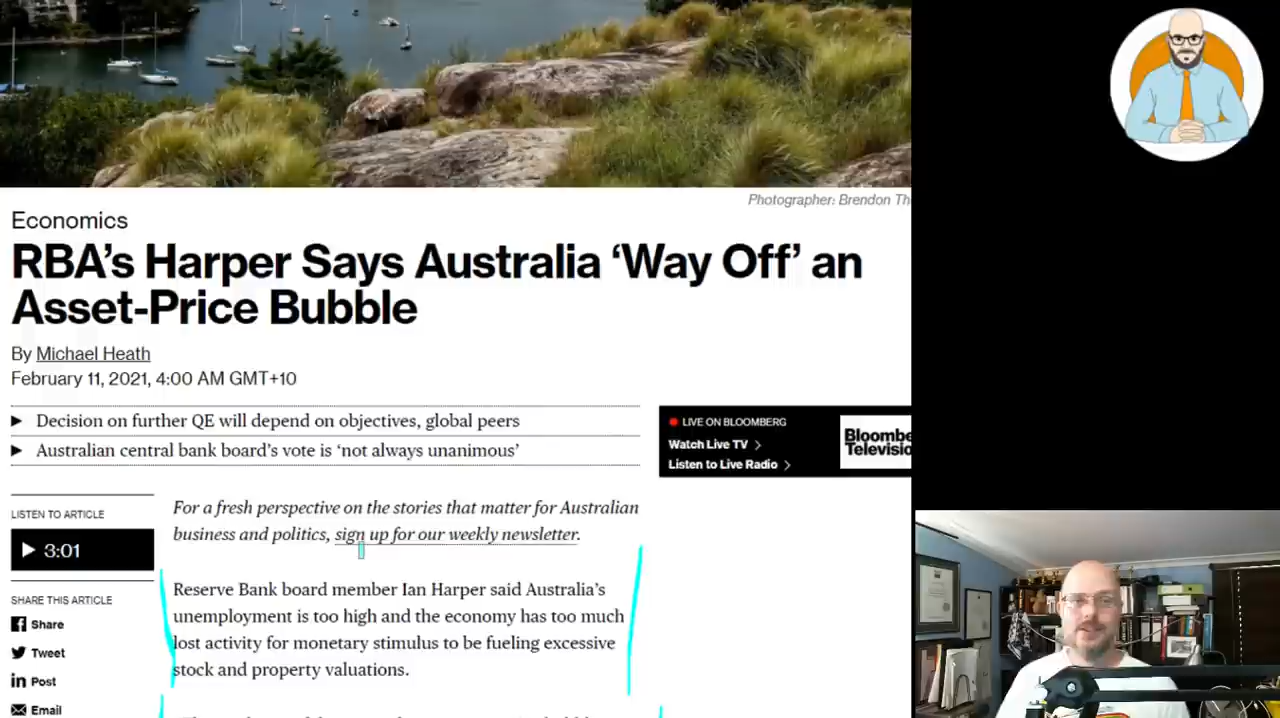 Photographer: Brendon Th
Economics
RBA's Harper Says Australia ‘Way Off’ an
Asset-Price Bubble
By Michael Heath
February 11, 2021, 4:00 AM GMT+10
Decision on further QE will depend on objectives, global peers
Australian central bank board's vote is ‘not always unanimous’
LIVE ON BLOOMBERG
Watch Live TV
Listen to Live Radio
Bloombe
Televisio
LISTEN TO ARTICLE
3:01
SHARE THIS ARTICLE
Share
Tweet
Post
Email
For a fresh perspective on the stories that matter for Australian
business and politics, sign up for our weekly newsletter.
Reserve Bank board member Ian Harper said Australia's
unemployment is too high and the economy has too much
lost activity for monetary stimulus to be fueling excessive
stock and property valuations.